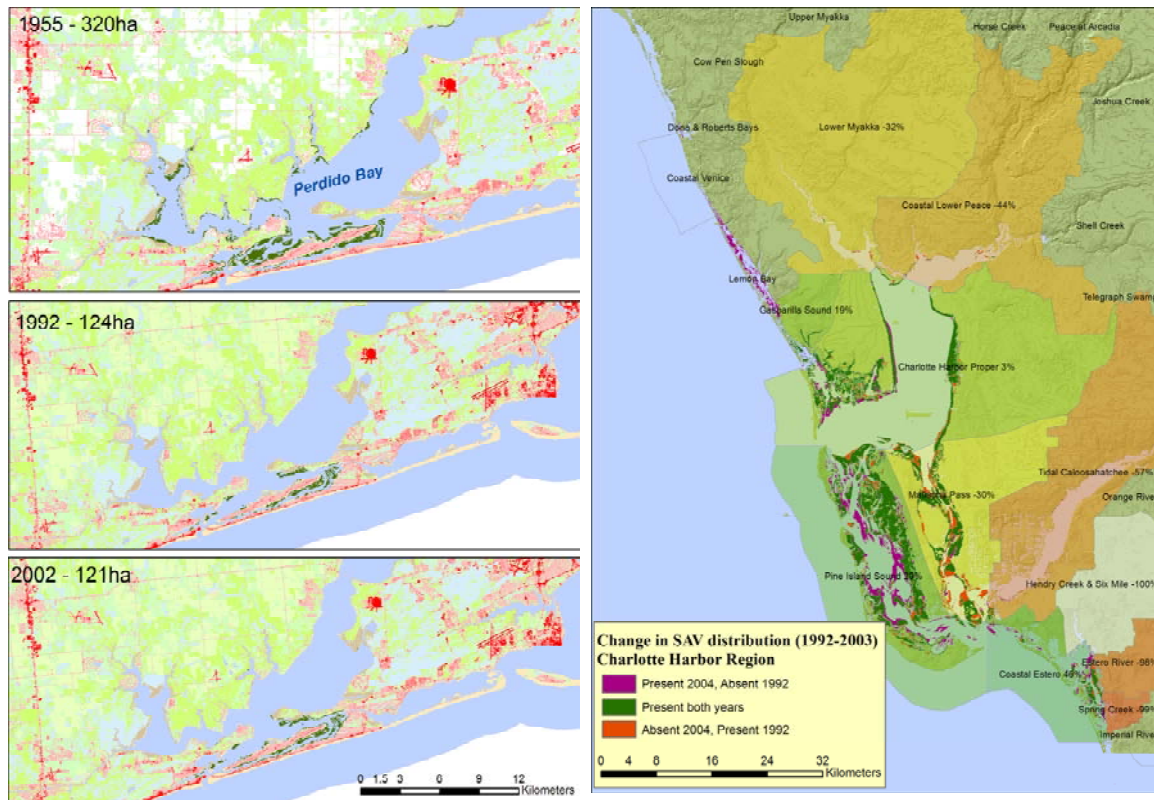 1955 - 320ha
Perdido Bay
1992 - 124ha
2002 - 121ha
0 1.5 3 6 9 12
Kilometers
Upper Myakka
Horse Creek
Peace at Arcadia
Cow Pen Slough
Joshua Creek
Lower Myakka -32%
Dona & Roberts Bays
Coastal Venice
Coastal Lower Peace -44%
Shell Creek
Lemon Bay
Telegraph Swamp
Gasparilla Sound 19%
Charlotte Harbor Proper 3%
Tidal Caloosahatchee -57%
Matlacha Pass -30%
Orange River
Pine Island Sound
Hendry Creek & Six Mile -100%
Estero River -98%
Coastal Estero 46%
Spring Creek -99%
Imperial River
Change in SAV distribution (1992-2003)
Charlotte Harbor Region
Present 2004, Absent 1992
Present both years
Absent 2004, Present 1992
0 4 8 16 24 32
Kilometers